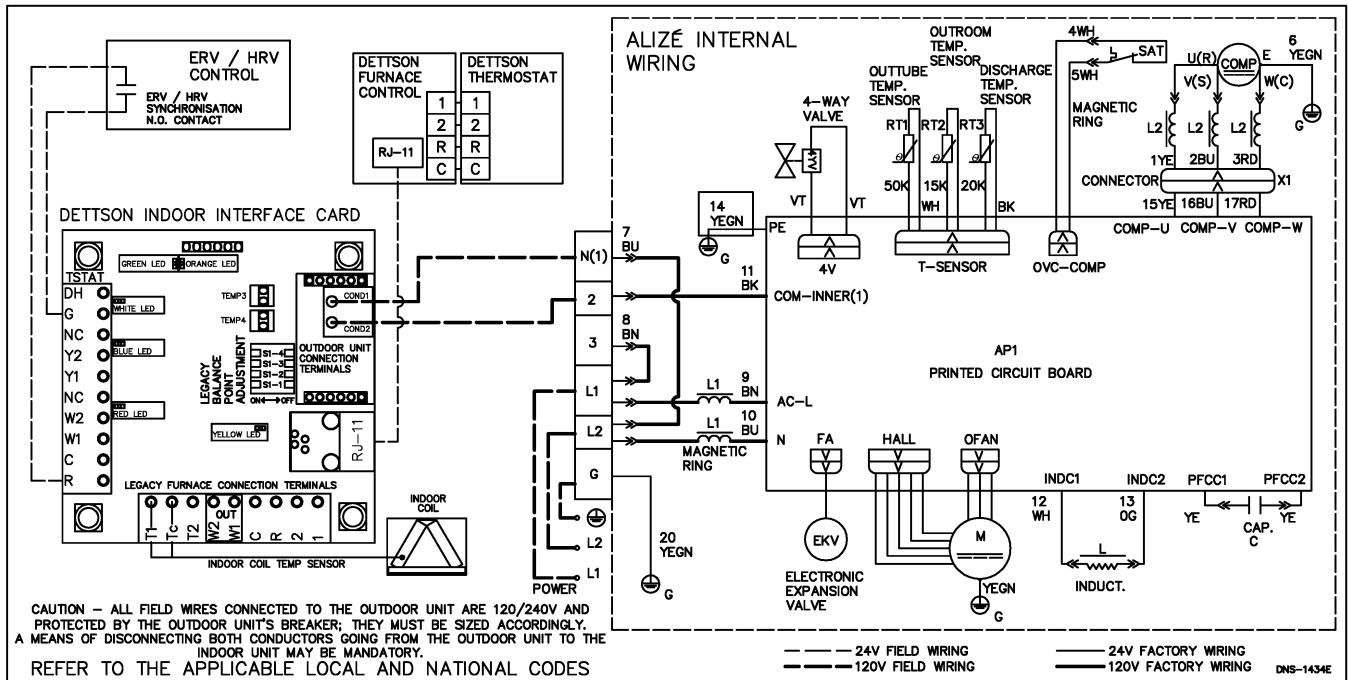 ERV / HRV
CONTROL
ERV / HRV
SYNCHRONISATION
N.O. CONTACT
DETTSON
FURNACE
CONTROL
RJ-11
1
2
R
C
DETTSON
THERMOSTAT
1
2
R
C
DETTSON INDOOR INTERFACE CARD
GREEN LED
ORANGE LED
TSTAT
DH
G
NC
Y2
Y1
NC
W2
W1
C
R
WHITE LED
BLUE LED
RED LED
TEMP3
TEMP4
COND1
COND2
OUTDOOR UNIT
CONNECTION
TERMINALS
LEGACY
BALANCE
POINT
ADJUSTMENT
S1-4
S1-3
S1-2
S1-1
ON
OFF
YELLOW LED
RJ-11
LEGACY FURNACE CONNECTION TERMINALS
OUT
T1
Tc
T2
W2
W1
C
R
2
1
INDOOR COIL TEMP SENSOR
INDOOR
COIL
N(1)
2
3
L1
L2
G
L2
L1
POWER
ALIZÉ INTERNAL
WIRING
7
BU
11
BK
8
BN
9
BN
10
BU
L1
L1
MAGNETIC
RING
20
YEGN
G
14
YEGN
G
PE
4-WAY
VALVE
VT
VT
4V
OUTTUBE
TEMP.
SENSOR
OUTROOM
TEMP.
SENSOR
DISCHARGE
TEMP.
SENSOR
RT1
RT2
RT3
θ
θ
θ
50K
15K
20K
WH
BK
T-SENSOR
4WH
5WH
SAT
OVC-COMP
COMP
U(R)
V(S)
W(C)
E
6
YEGN
G
MAGNETIC
RING
L2
L2
L2
1YE
2BU
3RD
CONNECTOR
X1
15YE
16BU
17RD
COMP-U
COMP-V
COMP-W
COM-INNER(1)
AP1
PRINTED CIRCUIT BOARD
AC-L
N
FA
HALL
OFAN
INDC1
INDC2
PFCC1
PFCC2
EKV
ELECTRONIC
EXPANSION
VALVE
M
YEGN
G
12
WH
13
OG
L
INDUCT.
YE
YE
CAP.
C
CAUTION – ALL FIELD WIRES CONNECTED TO THE OUTDOOR UNIT ARE 120/240V AND
PROTECTED BY THE OUTDOOR UNIT'S BREAKER; THEY MUST BE SIZED ACCORDINGLY.
A MEANS OF DISCONNECTING BOTH CONDUCTORS GOING FROM THE OUTDOOR UNIT TO THE
INDOOR UNIT MAY BE MANDATORY.
REFER TO THE APPLICABLE LOCAL AND NATIONAL CODES
24V FIELD WIRING
120V FIELD WIRING
24V FACTORY WIRING
120V FACTORY WIRING
DNS-1434E